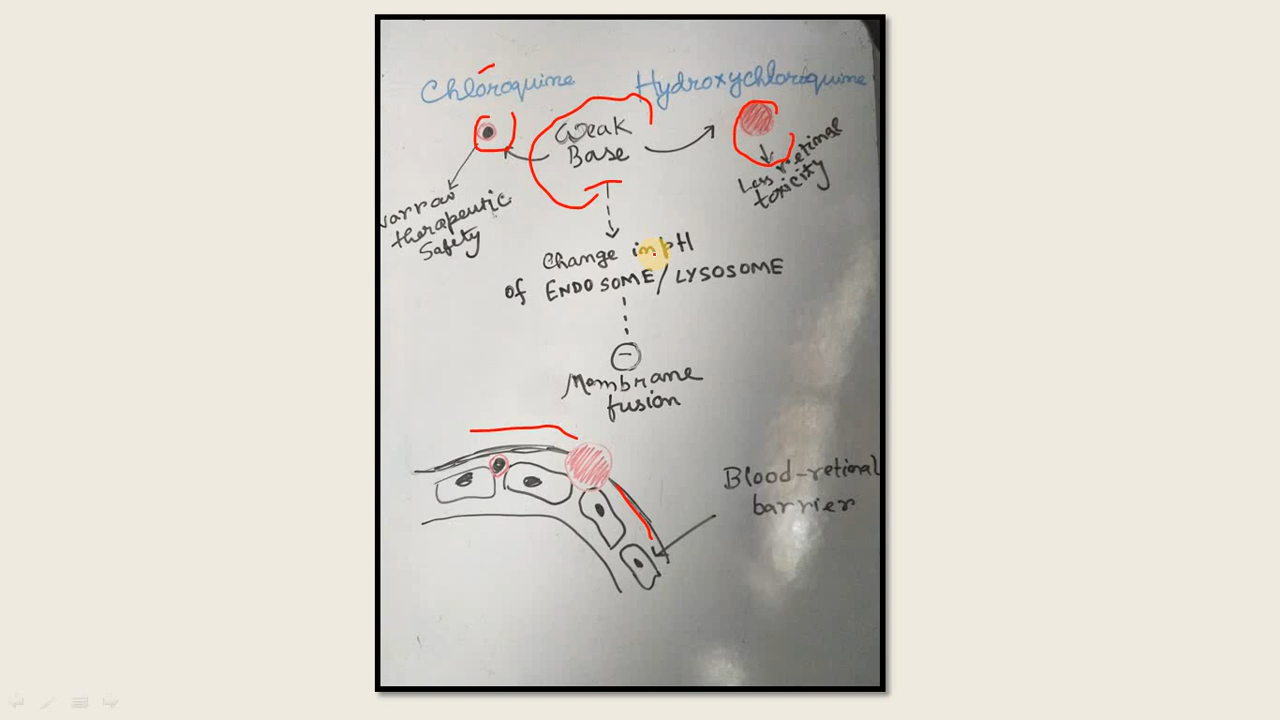 Chloroquine
Hydroxychloroquine
Weak
Base
narrow
therapeutic
Safety
Less retinal
toxicity
Change in pH
of ENDOSOME/LYSOSOME
−
Membrane
fusion
Blood-retinal
barrier